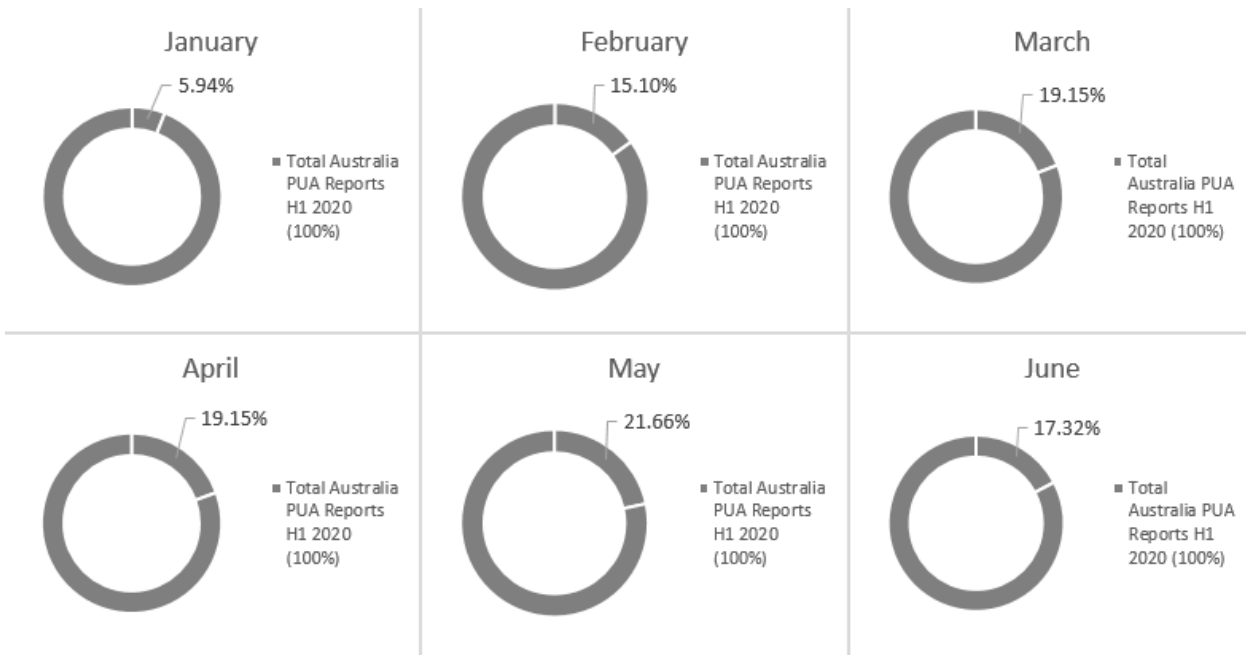 January
5.94%
■ Total Australia
PUA Reports
H1 2020
(100%)
February
15.10%
■ Total Australia
PUA Reports
H1 2020
(100%)
March
19.15%
■ Total
Australia PUA
Reports H1
2020 (100%)
April
19.15%
■ Total Australia
PUA Reports
H1 2020
(100%)
May
21.66%
■ Total Australia
PUA Reports
H1 2020
(100%)
June
17.32%
■ Total
Australia PUA
Reports H1
2020 (100%)